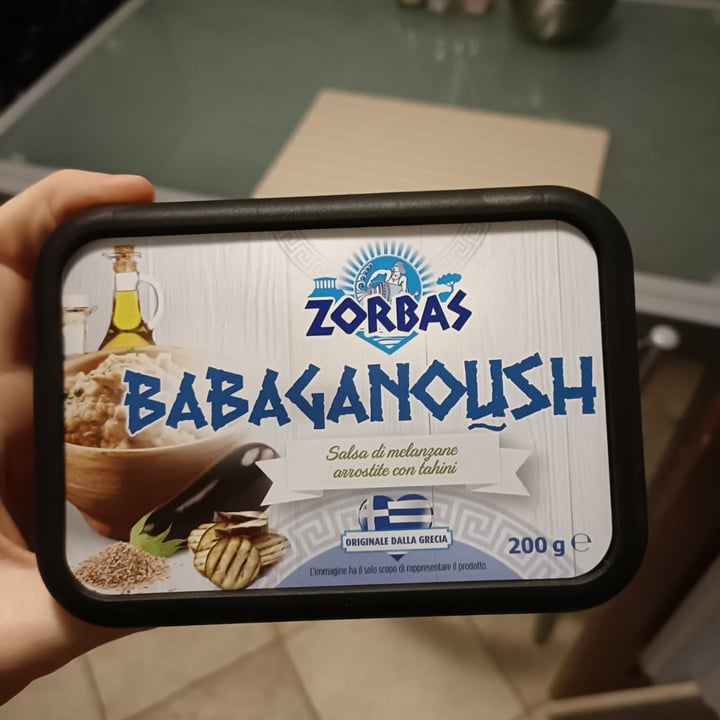 ZORBAS
BABAGANOUSH
Salsa di melanzane
arrostite con tahini
ORIGINALE DALLA GRECIA
200 g ℮
L'immagine ha il solo scopo di rappresentare il prodotto